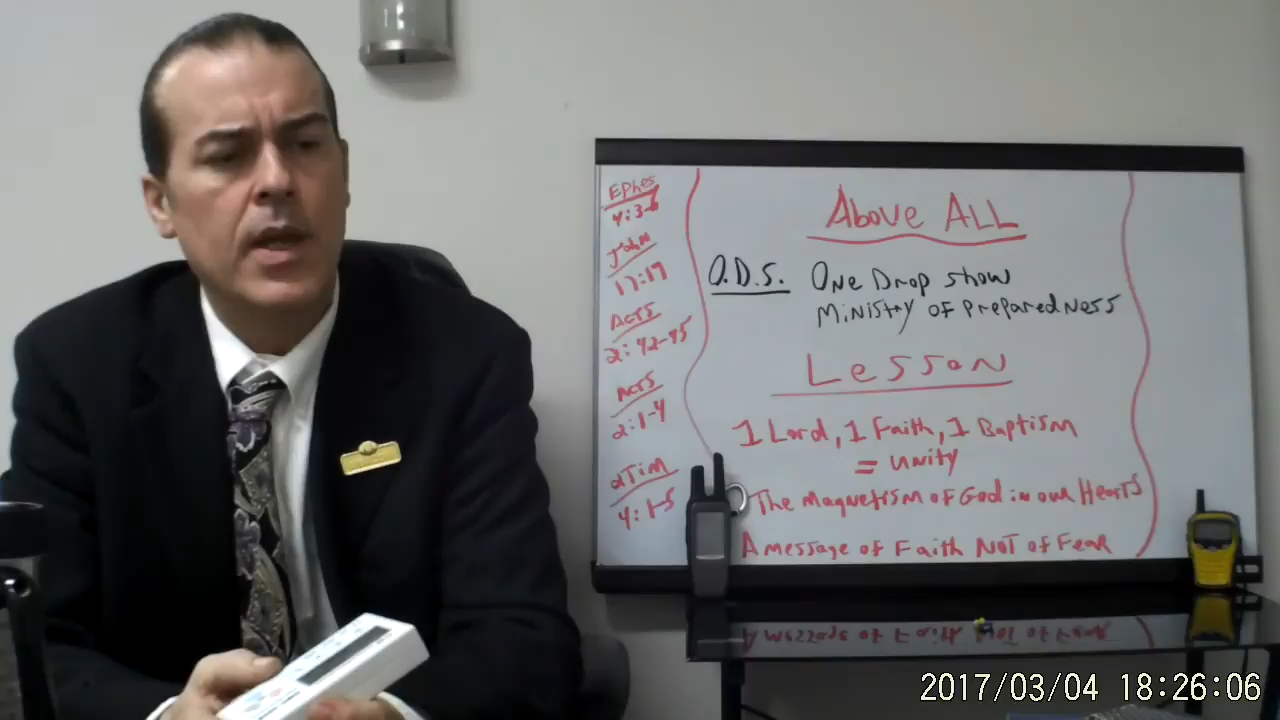 Ephes
4:3-6
John
17:17
Acts
2:42-45
Acts
2:1-4
2Tim
4:1-5
Above ALL
O.D.S. One Drop Show
Ministry of Preparedness
Lesson
1 Lord, 1 Faith, 1 Baptism
= Unity
The Magnetism of God in our Hearts
A message of Faith Not of Fear
2017/03/04 18:26:06